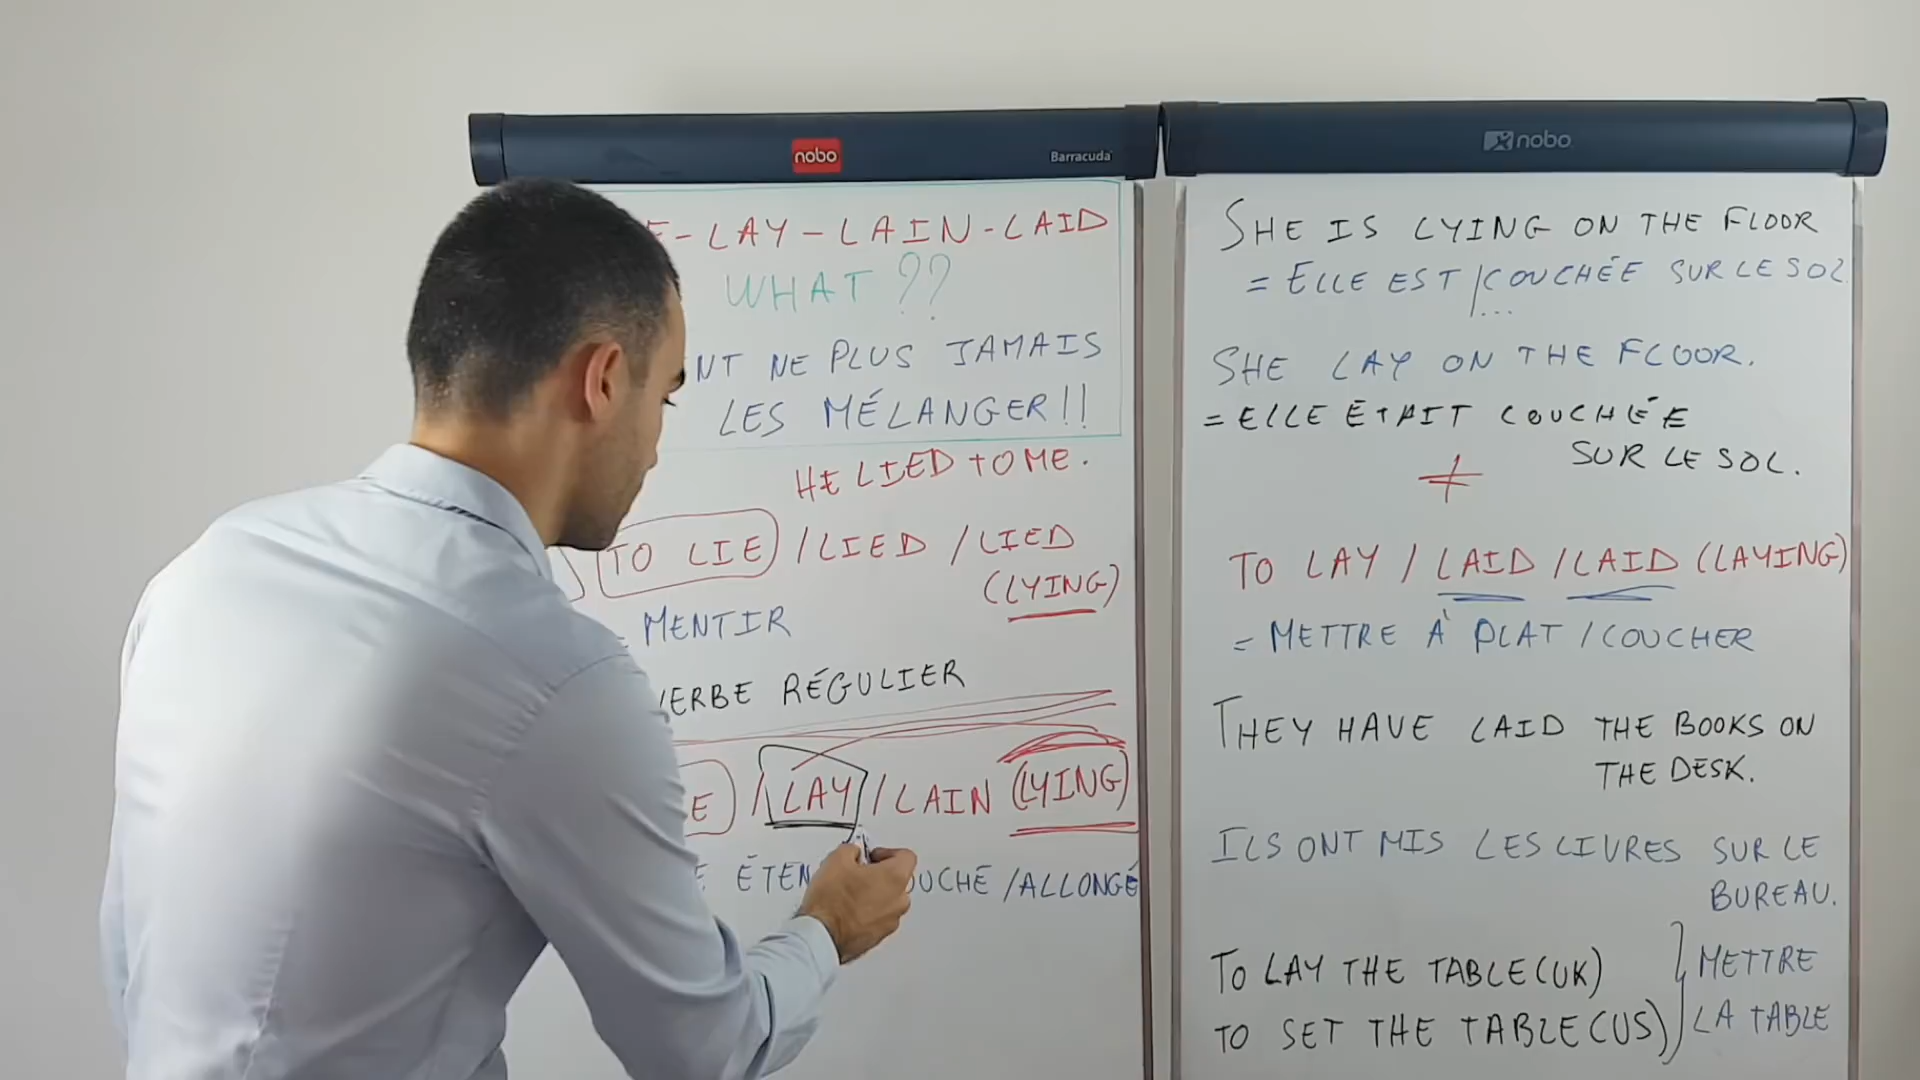 nobo
Barracuda
E-LAY-LAIN-LAID
WHAT??
NT NE PLUS JAMAIS
LES MÉLANGER!!
HE LIED TO ME.
TO LIE / LIED / LIED
(LYING)
= MENTIR
VERBE RÉGULIER
E / LAY / LAIN (LYING)
E ÉTEN OUCHÉ / ALLONGÉ
nobo
SHE IS LYING ON THE FLOOR
= ELLE EST / COUCHÉE SUR LE SOL
...
SHE LAY ON THE FLOOR.
= ELLE ÉTAIT COUCHÉE
SUR LE SOL.
≠
TO LAY / LAID / LAID (LAYING)
= METTRE À PLAT / COUCHER
THEY HAVE LAID THE BOOKS ON
THE DESK.
ILS ONT MIS LES LIVRES SUR LE
BUREAU.
TO LAY THE TABLE (UK)
TO SET THE TABLE (US)
METTRE
LA TABLE